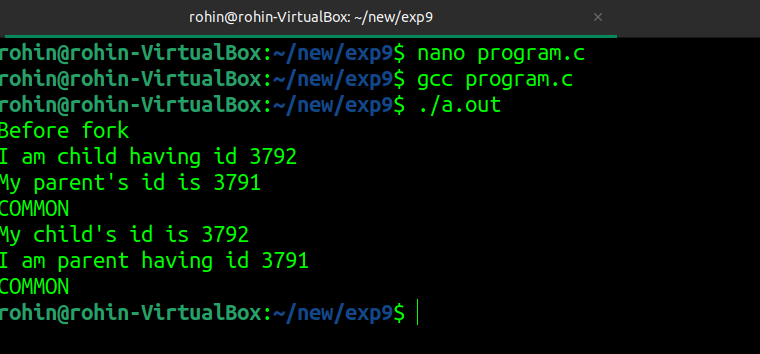 rohin@rohin-VirtualBox: ~/new/exp9
rohin@rohin-VirtualBox:~/new/exp9$ nano program.c
rohin@rohin-VirtualBox:~/new/exp9$ gcc program.c
rohin@rohin-VirtualBox:~/new/exp9$ ./a.out
Before fork
I am child having id 3792
My parent's id is 3791
COMMON
My child's id is 3792
I am parent having id 3791
COMMON
rohin@rohin-VirtualBox:~/new/exp9$